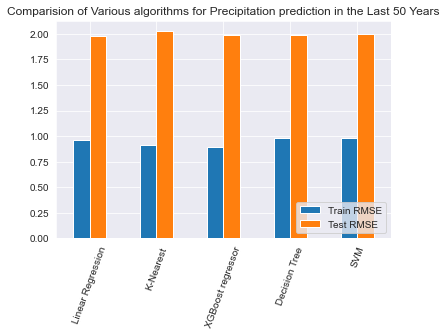 Comparision of Various algorithms for Precipitation prediction in the Last 50 Years
2.00
1.75
1.50
1.25
1.00
0.75
0.50
0.25
0.00
Train RMSE
Test RMSE
Linear Regression
K-Nearest
XGBoost regressor
Decision Tree
SVM